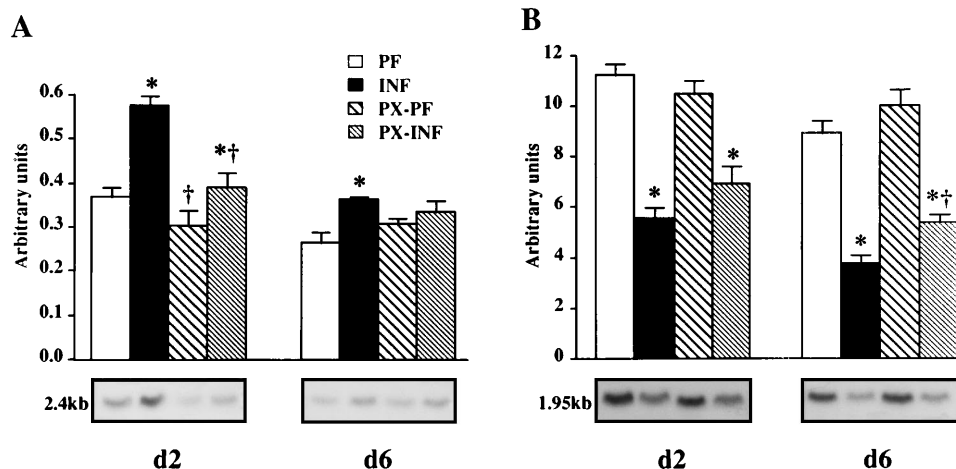 A
PF
INF
PX-PF
PX-INF
Arbitrary units
0.6
0.5
0.4
0.3
0.2
0.1
0.0
*
†
*†
*
2.4kb
d2 d6
B
Arbitrary units
12
10
8
6
4
2
0
*
*
*
*†
1.95kb
d2 d6